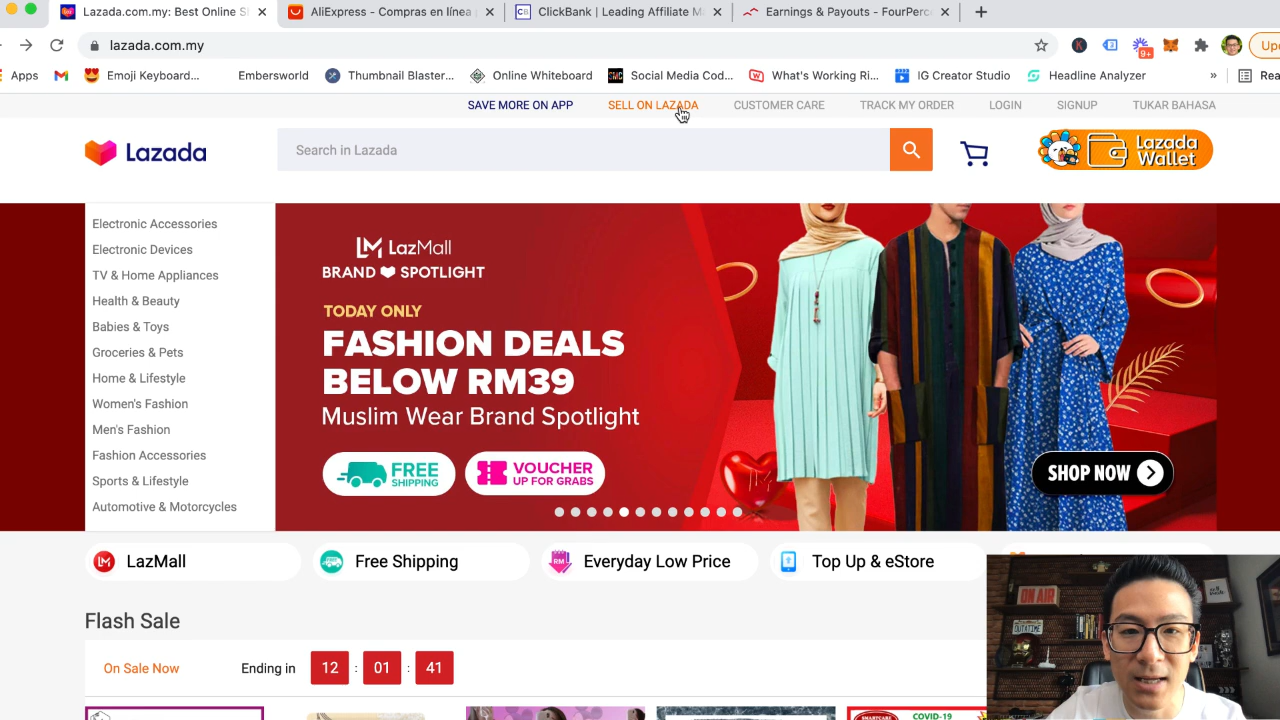 Lazada.com.my: Best Online S
AliExpress - Compras en línea
ClickBank | Leading Affiliate M
Earnings & Payouts - FourPerc
lazada.com.my
9+
Apps
Emoji Keyboard...
Embersworld
Thumbnail Blaster...
Online Whiteboard
Social Media Cod...
What's Working Ri...
IG Creator Studio
Headline Analyzer
»
Rea
SAVE MORE ON APP
SELL ON LAZADA
CUSTOMER CARE
TRACK MY ORDER
LOGIN
SIGNUP
TUKAR BAHASA
Lazada
Search in Lazada
Lazada
Wallet
Electronic Accessories
Electronic Devices
TV & Home Appliances
Health & Beauty
Babies & Toys
Groceries & Pets
Home & Lifestyle
Women's Fashion
Men's Fashion
Fashion Accessories
Sports & Lifestyle
Automotive & Motorcycles
LM LazMall
BRAND SPOTLIGHT
TODAY ONLY
FASHION DEALS
BELOW RM39
Muslim Wear Brand Spotlight
FREE
SHIPPING
VOUCHER
UP FOR GRABS
SHOP NOW
LazMall
Free Shipping
Everyday Low Price
Top Up & eStore
Flash Sale
On Sale Now
Ending in
12 : 01 : 41
COVID-19
ON AIR
OUTATIME